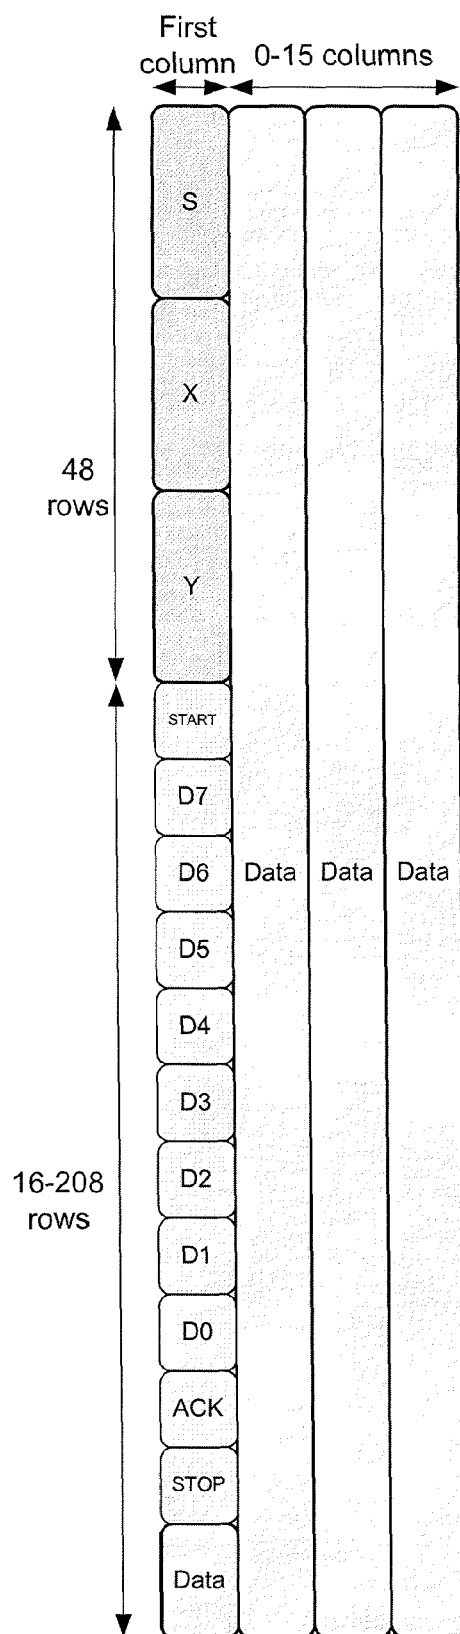 First
column
0-15 columns
S
X
48
rows
Y
START
D7
D6
Data
Data
Data
D5
D4
D3
16-208
rows
D2
D1
D0
ACK
STOP
Data